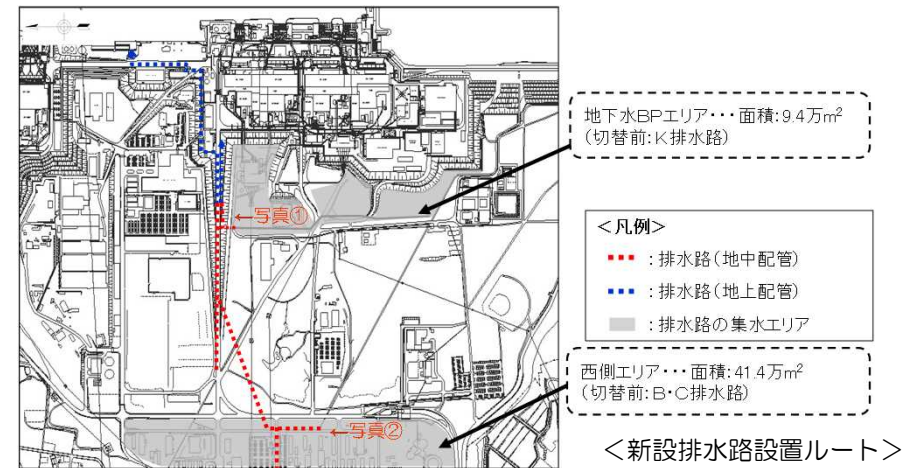 地下水BPエリア･･･面積:9.4万m²
(切替前:K排水路)
←写真①
＜凡例＞
：排水路(地中配管)
：排水路(地上配管)
：排水路の集水エリア
西側エリア･･･面積:41.4万m²
(切替前:B・C排水路)
←写真②
＜新設排水路設置ルート＞